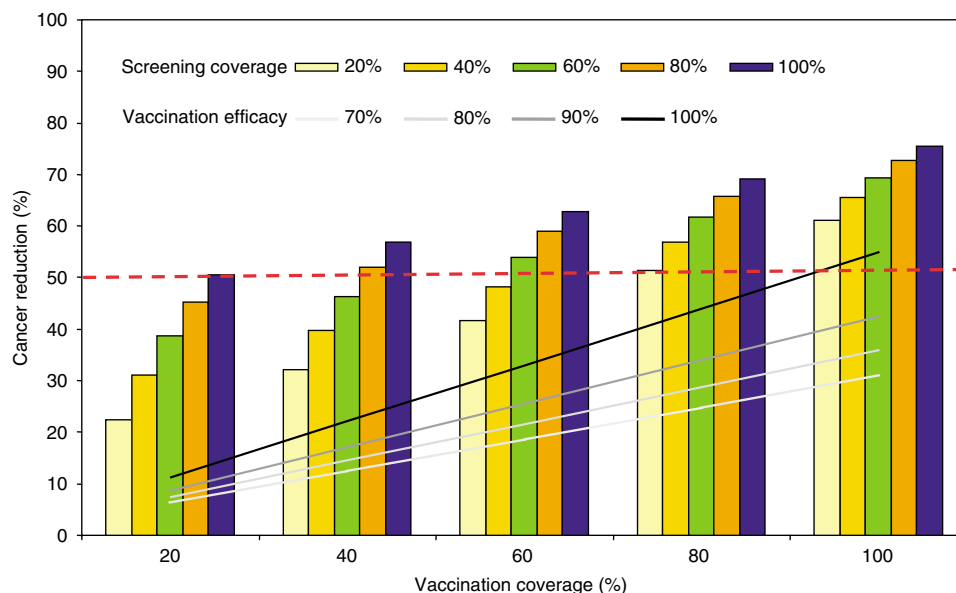 100
90
80
70
60
50
40
30
20
10
0
Cancer reduction (%)
Screening coverage 20% 40% 60% 80% 100%
Vaccination efficacy 70% 80% 90% 100%
20 40 60 80 100
Vaccination coverage (%)